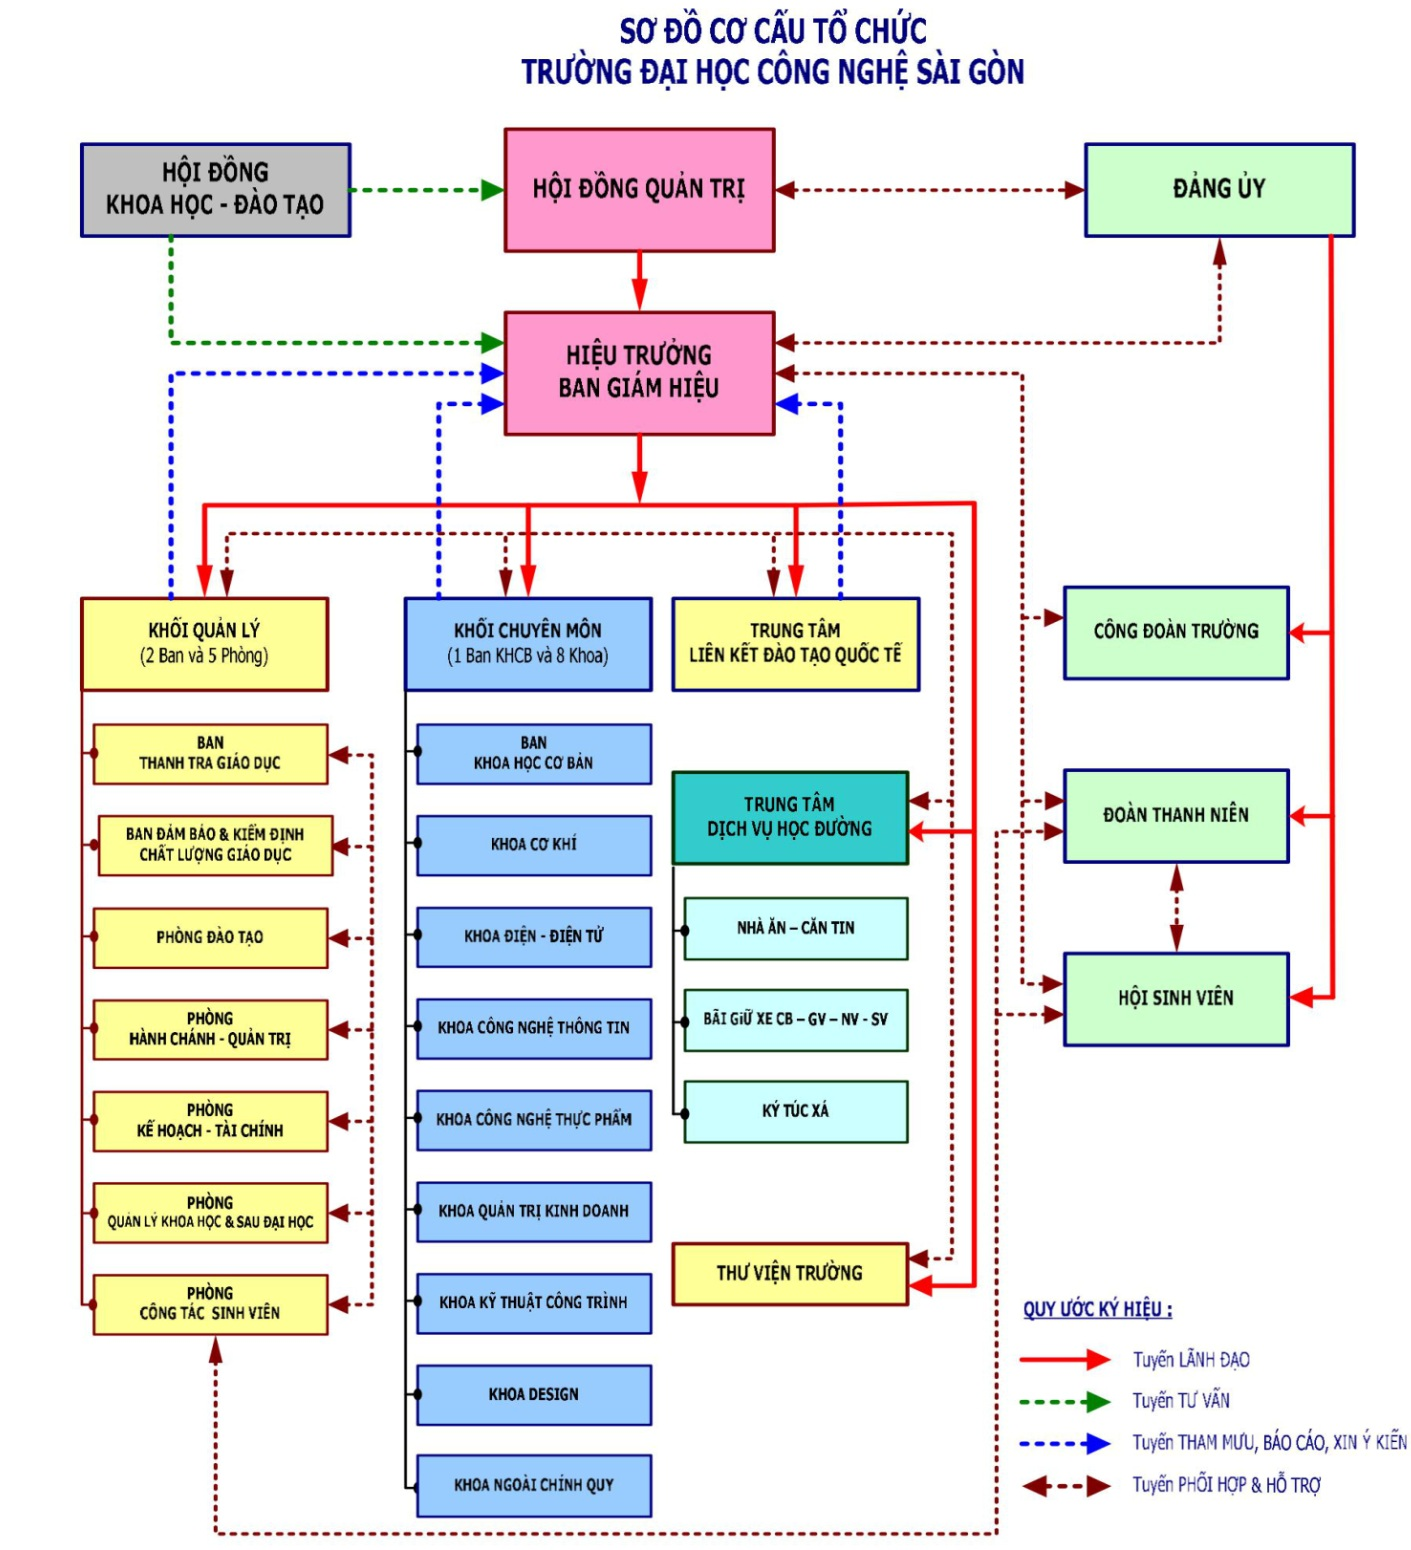 SƠ ĐỒ CƠ CẤU TỔ CHỨC
TRƯỜNG ĐẠI HỌC CÔNG NGHỆ SÀI GÒN
HỘI ĐỒNG
KHOA HỌC - ĐÀO TẠO
HỘI ĐỒNG QUẢN TRỊ
ĐẢNG ỦY
HIỆU TRƯỞNG
BAN GIÁM HIỆU
KHỐI QUẢN LÝ
(2 Ban và 5 Phòng)
KHỐI CHUYÊN MÔN
(1 Ban KHCB và 8 Khoa)
TRUNG TÂM
LIÊN KẾT ĐÀO TẠO QUỐC TẾ
CÔNG ĐOÀN TRƯỜNG
BAN
THANH TRA GIÁO DỤC
BAN ĐẢM BẢO & KIỂM ĐỊNH
CHẤT LƯỢNG GIÁO DỤC
PHÒNG ĐÀO TẠO
PHÒNG
HÀNH CHÁNH - QUẢN TRỊ
PHÒNG
KẾ HOẠCH - TÀI CHÍNH
PHÒNG
QUẢN LÝ KHOA HỌC & SAU ĐẠI HỌC
PHÒNG
CÔNG TÁC SINH VIÊN
BAN
KHOA HỌC CƠ BẢN
KHOA CƠ KHÍ
KHOA ĐIỆN - ĐIỆN TỬ
KHOA CÔNG NGHỆ THÔNG TIN
KHOA CÔNG NGHỆ THỰC PHẨM
KHOA QUẢN TRỊ KINH DOANH
KHOA KỸ THUẬT CÔNG TRÌNH
KHOA DESIGN
KHOA NGOÀI CHÍNH QUY
TRUNG TÂM
DỊCH VỤ HỌC ĐƯỜNG
NHÀ ĂN – CĂN TIN
BÃI GIỮ XE CB – GV – NV - SV
KÝ TÚC XÁ
THƯ VIỆN TRƯỜNG
ĐOÀN THANH NIÊN
HỘI SINH VIÊN
QUY ƯỚC KÝ HIỆU :
Tuyến LÃNH ĐẠO
Tuyến TƯ VẤN
Tuyến THAM MƯU, BÁO CÁO, XIN Ý KIẾN
Tuyến PHỐI HỢP & HỖ TRỢ